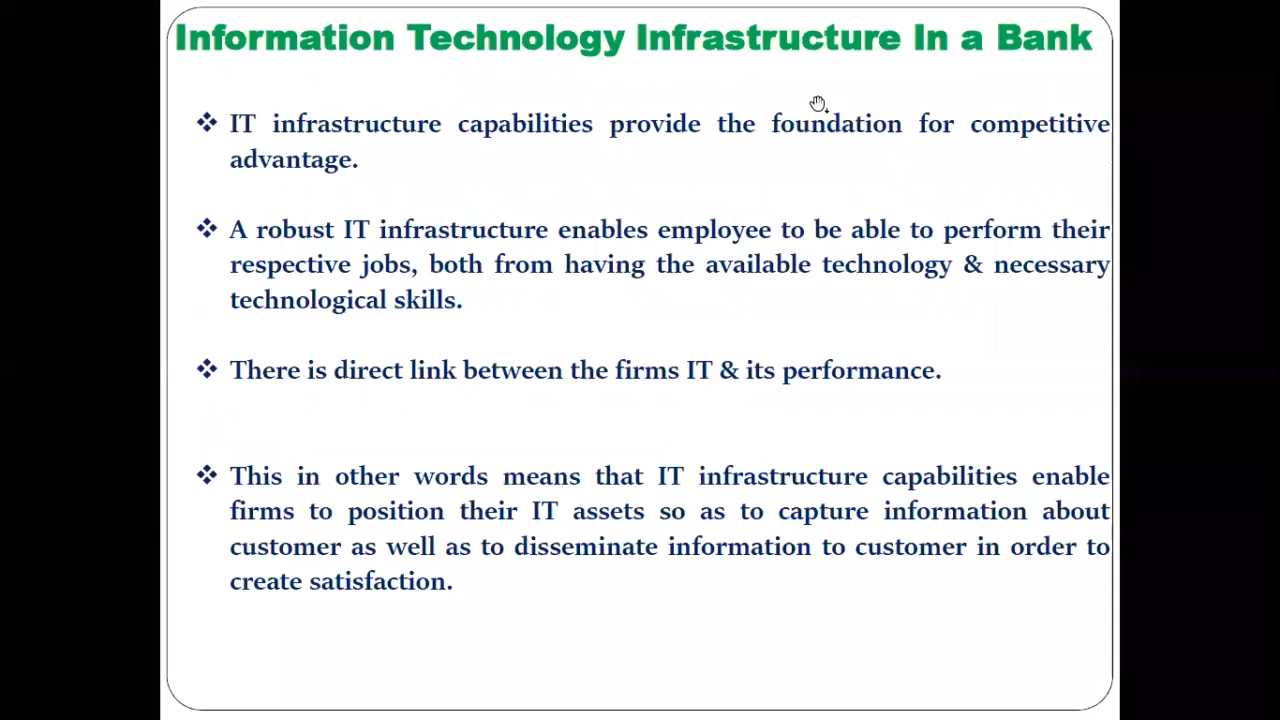 Information Technology Infrastructure In a Bank
❖ IT infrastructure capabilities provide the foundation for competitive
advantage.
❖ A robust IT infrastructure enables employee to be able to perform their
respective jobs, both from having the available technology & necessary
technological skills.
❖ There is direct link between the firms IT & its performance.
❖ This in other words means that IT infrastructure capabilities enable
firms to position their IT assets so as to capture information about
customer as well as to disseminate information to customer in order to
create satisfaction.